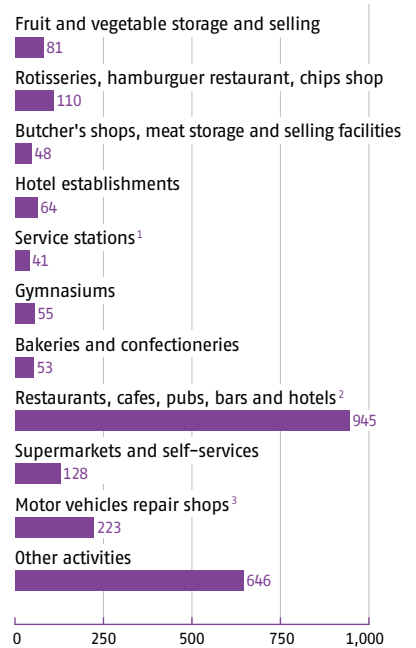 Fruit and vegetable storage and selling
81
Rotisseries, hamburguer restaurant, chips shop
110
Butcher's shops, meat storage and selling facilities
48
Hotel establishments
64
Service stations¹
41
Gymnasiums
55
Bakeries and confectioneries
53
Restaurants, cafes, pubs, bars and hotels²
945
Supermarkets and self-services
128
Motor vehicles repair shops³
223
Other activities
646
0 250 500 750 1,000